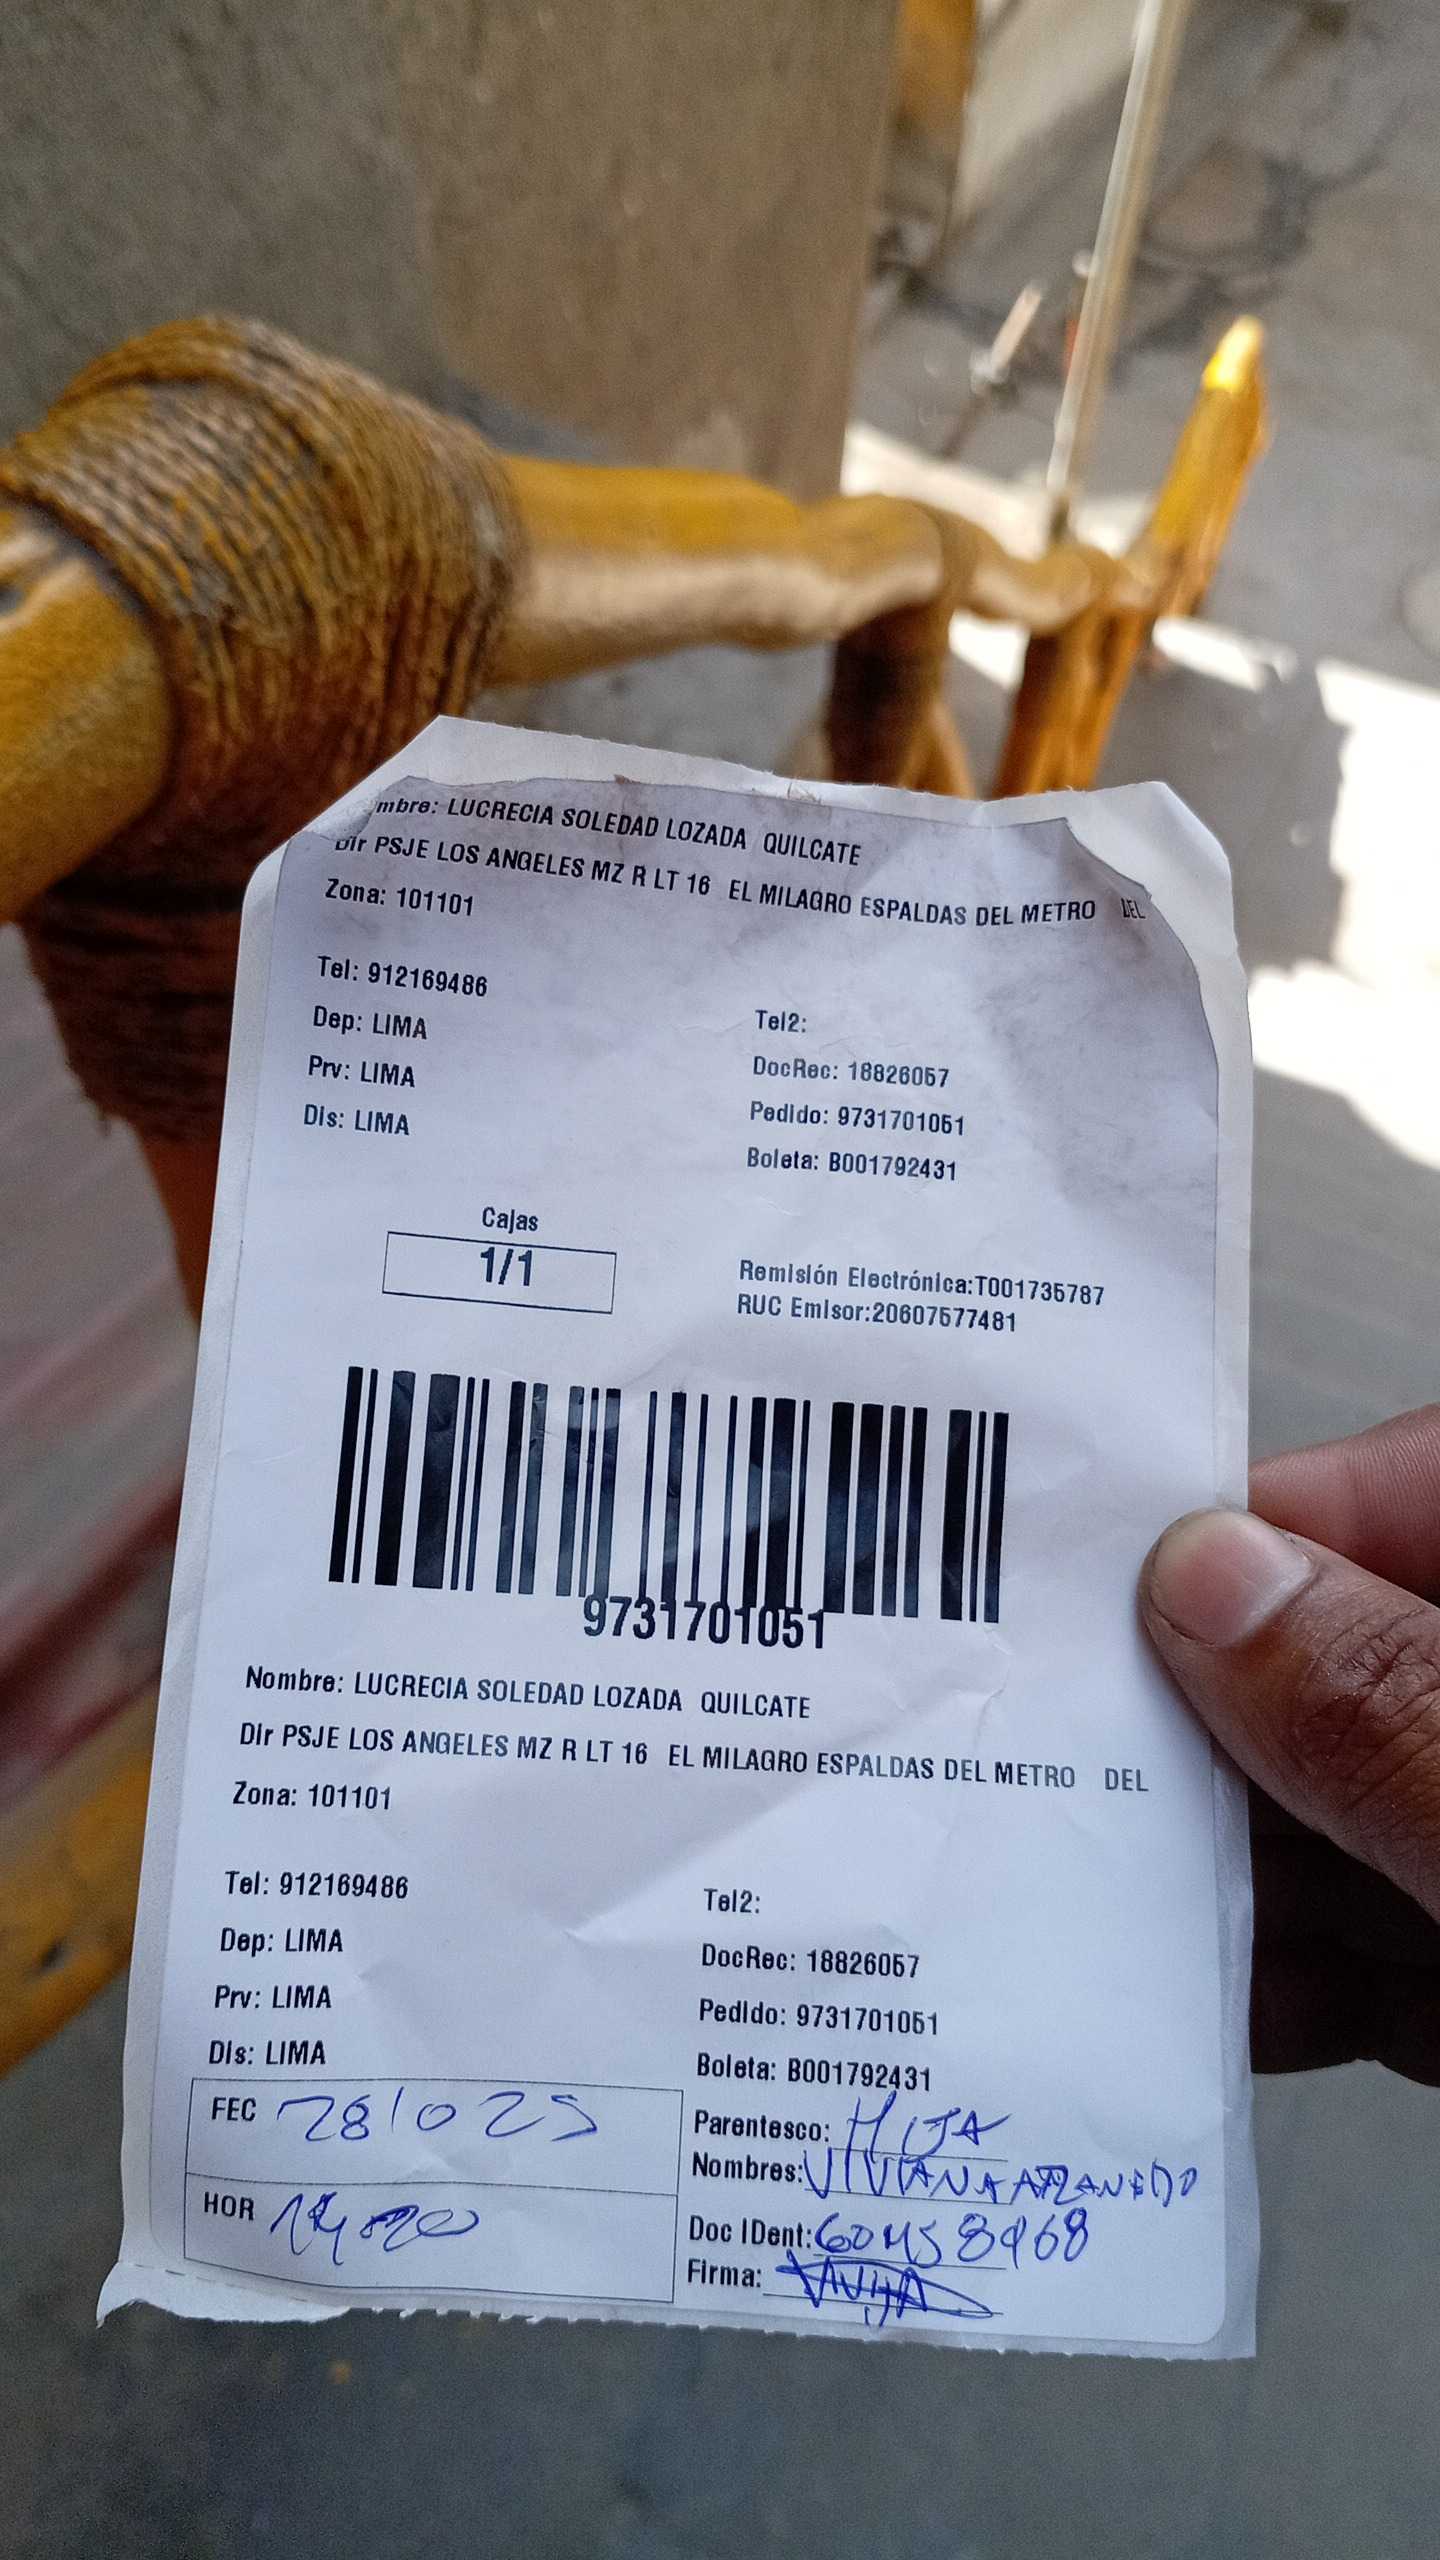 mbre: LUCRECIA SOLEDAD LOZADA QUILCATE
Dir PSJE LOS ANGELES MZ R LT 16 EL MILAGRO ESPALDAS DEL METRO DEL
Zona: 101101
Tel: 912169486
Tel2:
Dep: LIMA
DocRec: 18826057
Prv: LIMA
Pedido: 9731701051
Dis: LIMA
Boleta: B001792431
Cajas
1/1
Remisión Electrónica:T001735787
RUC Emisor:20607577481
9731701051
Nombre: LUCRECIA SOLEDAD LOZADA QUILCATE
Dir PSJE LOS ANGELES MZ R LT 16 EL MILAGRO ESPALDAS DEL METRO DEL
Zona: 101101
Tel: 912169486
Tel2:
Dep: LIMA
DocRec: 18826057
Prv: LIMA
Pedido: 9731701051
Dis: LIMA
Boleta: B001792431
FEC 281025
Parentesco: HIJA
Nombres: VIVIANA
HOR
Doc IDent:
Firma: